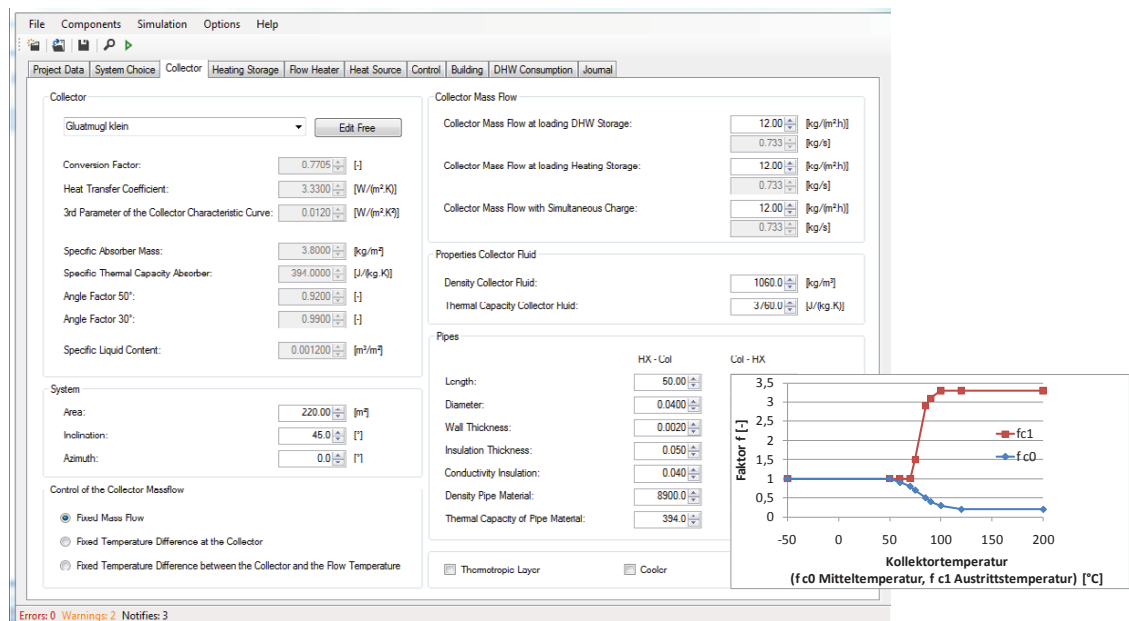 File Components Simulation Options Help
Project Data System Choice Collector Heating Storage Flow Heater Heat Source Control Building DHW Consumption Journal
Collector
Gluatmugl klein Edit Free
Conversion Factor: 0.7705 [-]
Heat Transfer Coefficient: 3.3300 [W/(m².K)]
3rd Parameter of the Collector Characteristic Curve: 0.0120 [W/(m².K²)]
Specific Absorber Mass: 3.8000 [kg/m²]
Specific Thermal Capacity Absorber: 394.0000 [J/(kg.K)]
Angle Factor 50°: 0.9200 [-]
Angle Factor 30°: 0.9900 [-]
Specific Liquid Content: 0.001200 [m³/m²]
System
Area: 220.00 [m²]
Inclination: 45.0 [°]
Azimuth: 0.0 [°]
Control of the Collector Massflow
Fixed Mass Flow
Fixed Temperature Difference at the Collector
Fixed Temperature Difference between the Collector and the Flow Temperature
Collector Mass Flow
Collector Mass Flow at loading DHW Storage: 12.00 [kg/(m².h)]
0.733 [kg/s]
Collector Mass Flow at loading Heating Storage: 12.00 [kg/(m².h)]
0.733 [kg/s]
Collector Mass Flow with Simultaneous Charge: 12.00 [kg/(m².h)]
0.733 [kg/s]
Properties Collector Fluid
Density Collector Fluid: 1060.0 [kg/m³]
Thermal Capacity Collector Fluid: 3760.0 [J/(kg.K)]
Pipes
HX - Col Col - HX
Length: 50.00
Diameter: 0.0400
Wall Thickness: 0.0020
Insulation Thickness: 0.050
Conductivity Insulation: 0.040
Density Pipe Material: 8900.0
Thermal Capacity of Pipe Material: 394.0
Thermotropic Layer Cooler
Faktor f [-]
3,5
3
2,5
2
1,5
1
0,5
0
fc1
f c0
-50 0 50 100 150 200
Kollektortemperatur
(f c0 Mitteltemperatur, f c1 Austrittstemperatur) [°C]
Errors: 0 Warnings: 2 Notifies: 3